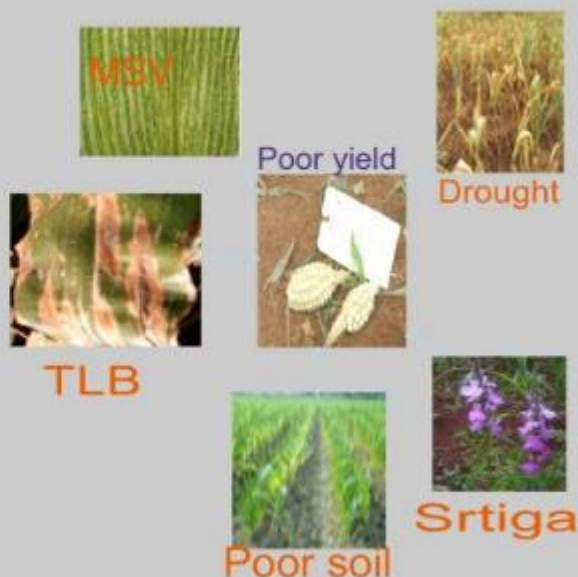 MSV
Poor yield
Drought
TLB
Srtiga
Poor soil